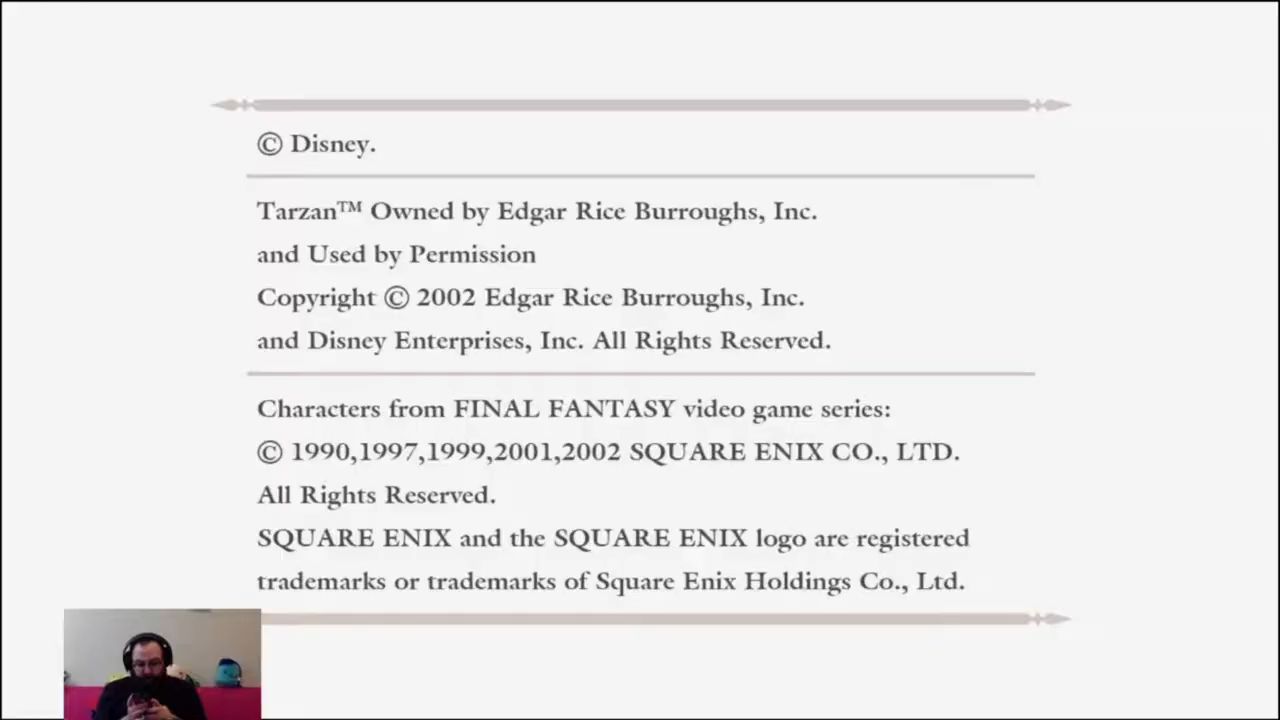 © Disney.
Tarzan™ Owned by Edgar Rice Burroughs, Inc.
and Used by Permission
Copyright © 2002 Edgar Rice Burroughs, Inc.
and Disney Enterprises, Inc. All Rights Reserved.
Characters from FINAL FANTASY video game series:
© 1990,1997,1999,2001,2002 SQUARE ENIX CO., LTD.
All Rights Reserved.
SQUARE ENIX and the SQUARE ENIX logo are registered
trademarks or trademarks of Square Enix Holdings Co., Ltd.